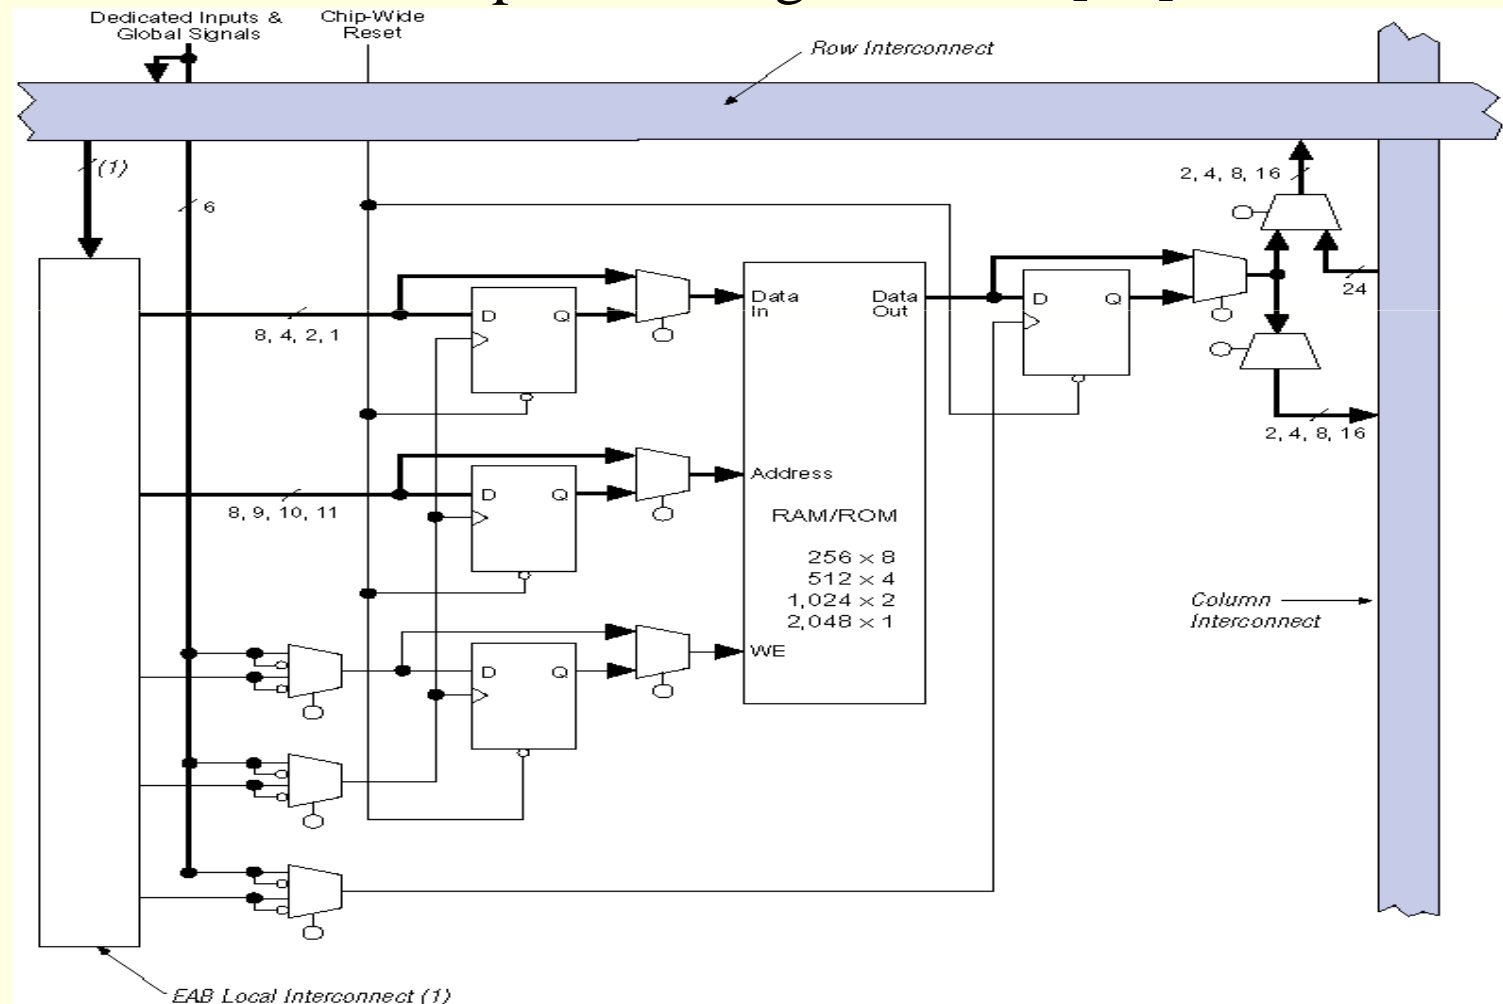 Dedicated Inputs &
Global Signals
Chip-Wide
Reset
Row Interconnect
(1)
6
2, 4, 8, 16
24
Data
In
Data
Out
D
Q
D
Q
8, 4, 2, 1
2, 4, 8, 16
Address
D
Q
8, 9, 10, 11
RAM/ROM
256 × 8
512 × 4
1,024 × 2
2,048 × 1
Column
Interconnect
WE
D
Q
EAB Local Interconnect (1)